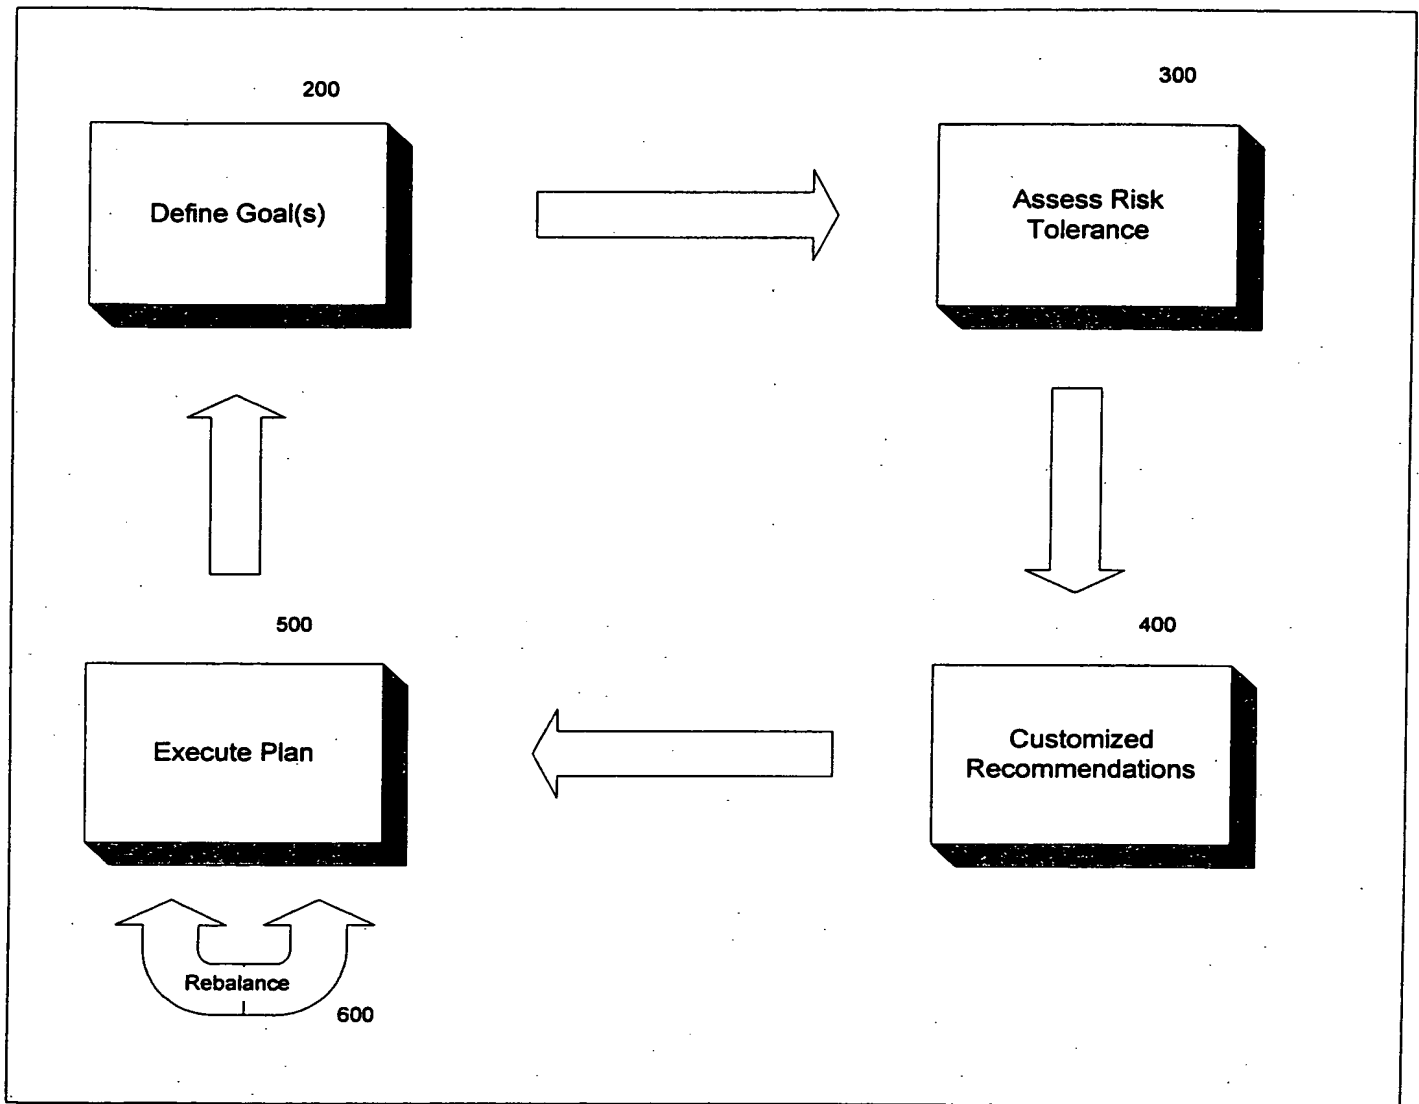 200
300
Define Goal(s)
Assess Risk
Tolerance
500
400
Execute Plan
Customized
Recommendations
Rebalance
600